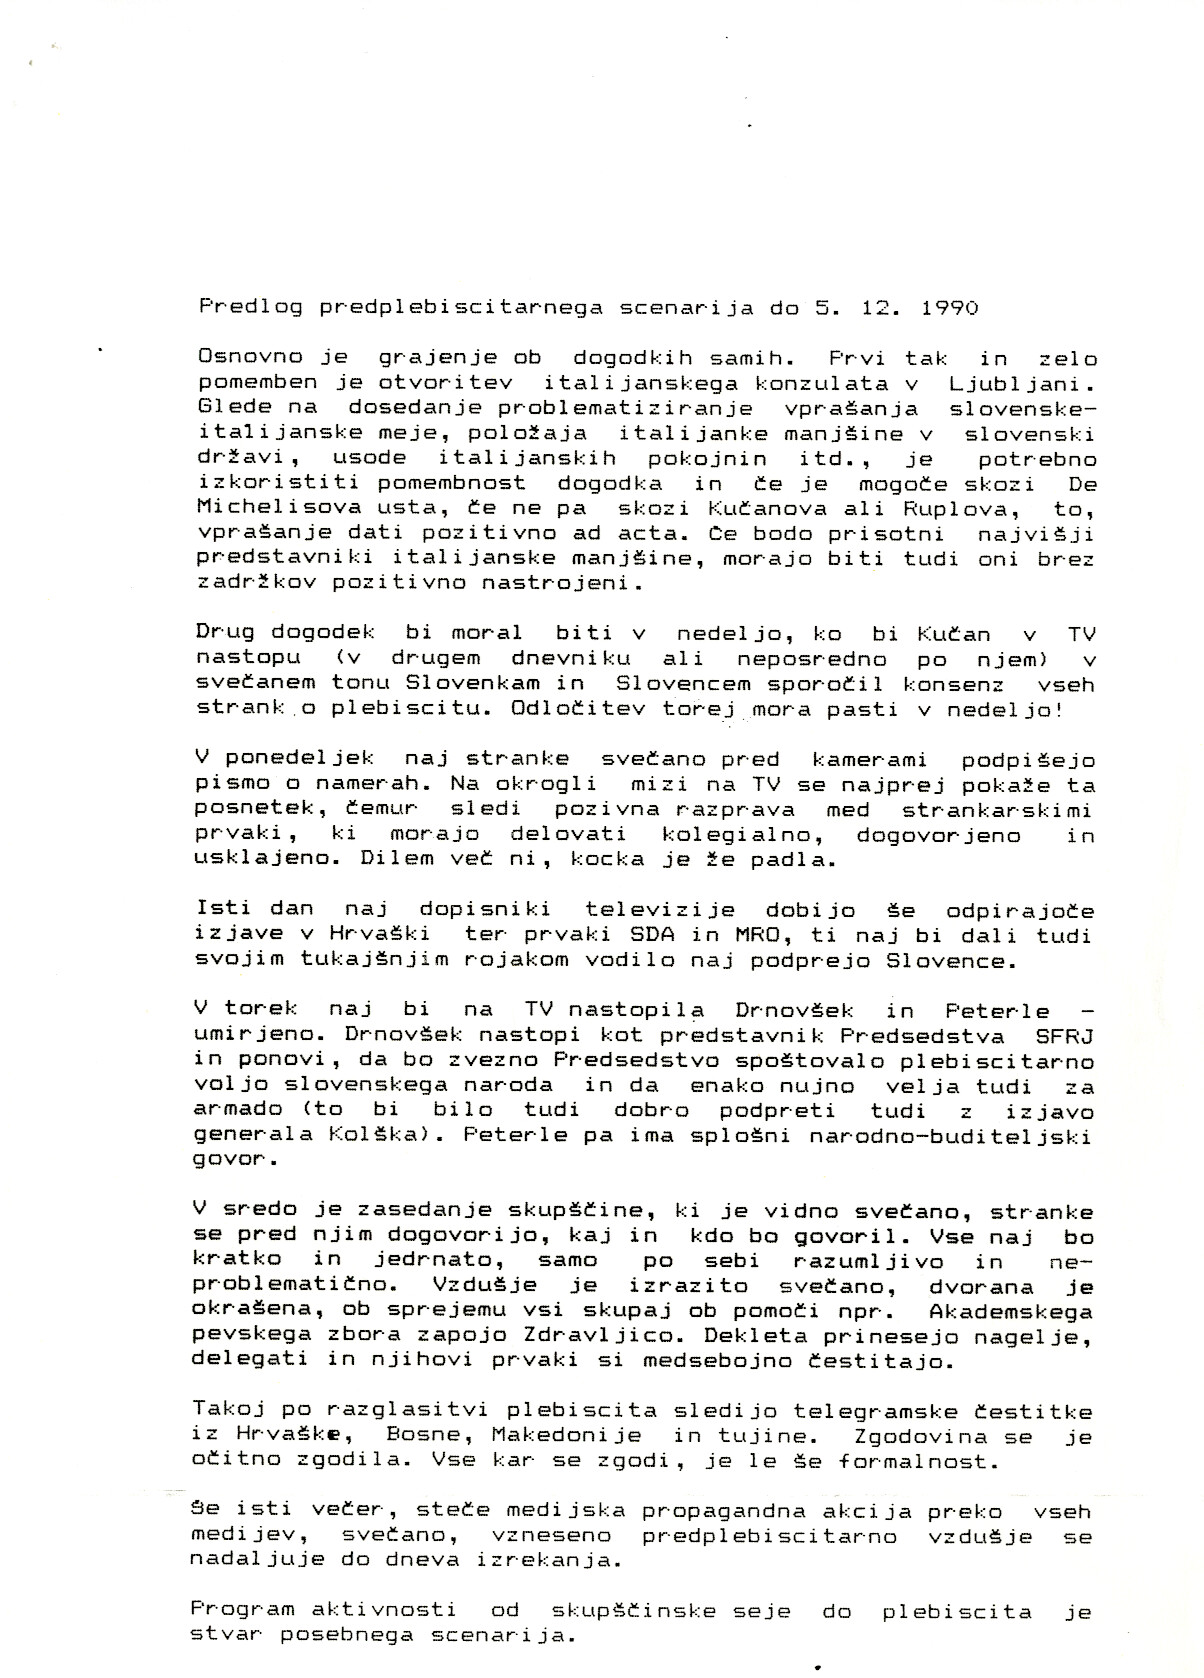 Predlog predplebiscitarnega scenarija do 5. 12. 1990
Osnovno je grajenje ob dogodkih samih. Prvi tak in zelo
pomemben je otvoritev italijanskega konzulata v Ljubljani.
Glede na dosedanje problematiziranje vprašanja slovenske-
italijanske meje, položaja italijanke manjšine v slovenski
državi, usode italijanskih pokojnin itd., je potrebno
izkoristiti pomembnost dogodka in če je mogoče skozi De
Michelisova usta, če ne pa skozi Kučanova ali Ruplova, to,
vprašanje dati pozitivno ad acta. Če bodo prisotni najvišji
predstavniki italijanske manjšine, morajo biti tudi oni brez
zadržkov pozitivno nastrojeni.
Drug dogodek bi moral biti v nedeljo, ko bi Kučan v TV
nastopu (v drugem dnevniku ali neposredno po njem) v
svečanem tonu Slovenkam in Slovencem sporočil konsenz vseh
strank o plebiscitu. Odločitev torej mora pasti v nedeljo!
V ponedeljek naj stranke svečano pred kamerami podpišejo
pismo o namerah. Na okrogli mizi na TV se najprej pokaže ta
posnetek, čemur sledi pozivna razprava med strankarskimi
prvaki, ki morajo delovati kolegialno, dogovorjeno in
usklajeno. Dilem več ni, kocka je že padla.
Isti dan naj dopisniki televizije dobijo še odpirajoče
izjave v Hrvaški ter prvaki SDA in MRO, ti naj bi dali tudi
svojim tukajšnjim rojakom vodilo naj podprejo Slovence.
V torek naj bi na TV nastopila Drnovšek in Peterle -
umirjeno. Drnovšek nastopi kot predstavnik Predsedstva SFRJ
in ponovi, da bo zvezno Predsedstvo spoštovalo plebiscitarno
voljo slovenskega naroda in da enako nujno velja tudi za
armado (to bi bilo tudi dobro podpreti tudi z izjavo
generala Kolška). Peterle pa ima splošni narodno-buditeljski
govor.
V sredo je zasedanje skupščine, ki je vidno svečano, stranke
se pred njim dogovorijo, kaj in kdo bo govoril. Vse naj bo
kratko in jedrnato, samo po sebi razumljivo in ne-
problematično. Vzdušje je izrazito svečano, dvorana je
okrašena, ob sprejemu vsi skupaj ob pomoči npr. Akademskega
pevskega zbora zapojo Zdravljico. Dekleta prinesejo nagelje,
delegati in njihovi prvaki si medsebojno čestitajo.
Takoj po razglasitvi plebiscita sledijo telegramske čestitke
iz Hrvaške, Bosne, Makedonije in tujine. Zgodovina se je
očitno zgodila. Vse kar se zgodi, je le še formalnost.
Še isti večer, steče medijska propagandna akcija preko vseh
medijev, svečano, vzneseno predplebiscitarno vzdušje se
nadaljuje do dneva izrekanja.
Program aktivnosti od skupščinske seje do plebiscita je
stvar posebnega scenarija.